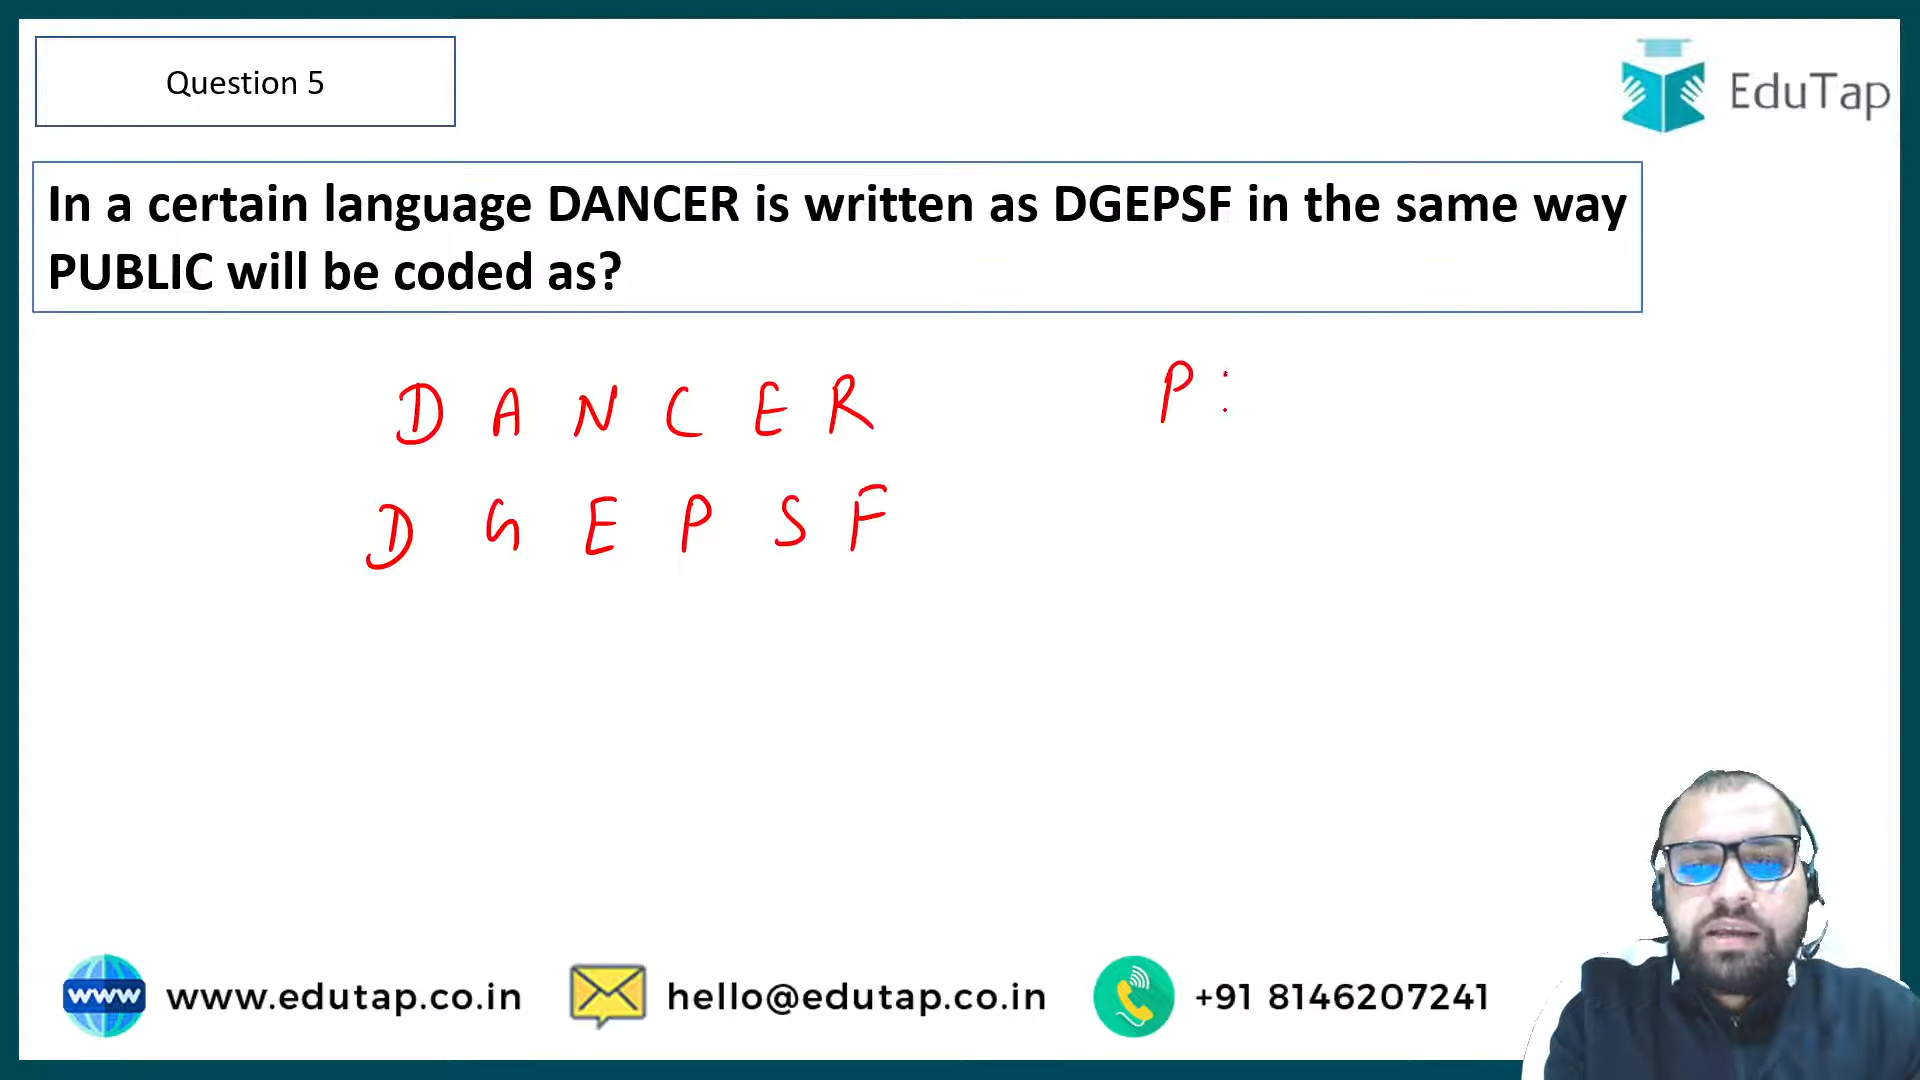 Question 5
EduTap
In a certain language DANCER is written as DGEPSF in the same way
PUBLIC will be coded as?
D A N C E R
P :
D G E P S F
www
www.edutap.co.in
hello@edutap.co.in
+91 8146207241